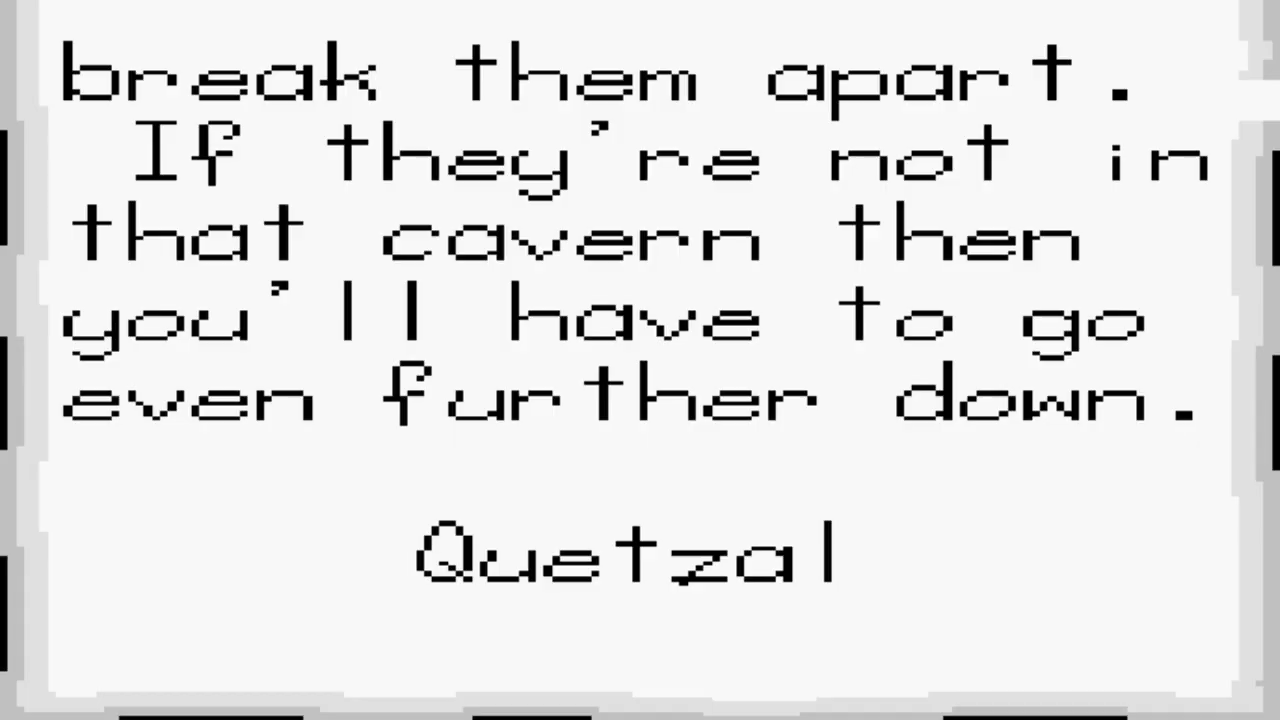 break them apart.
If they're not in
that cavern then
you'll have to go
even further down.
Quetzal